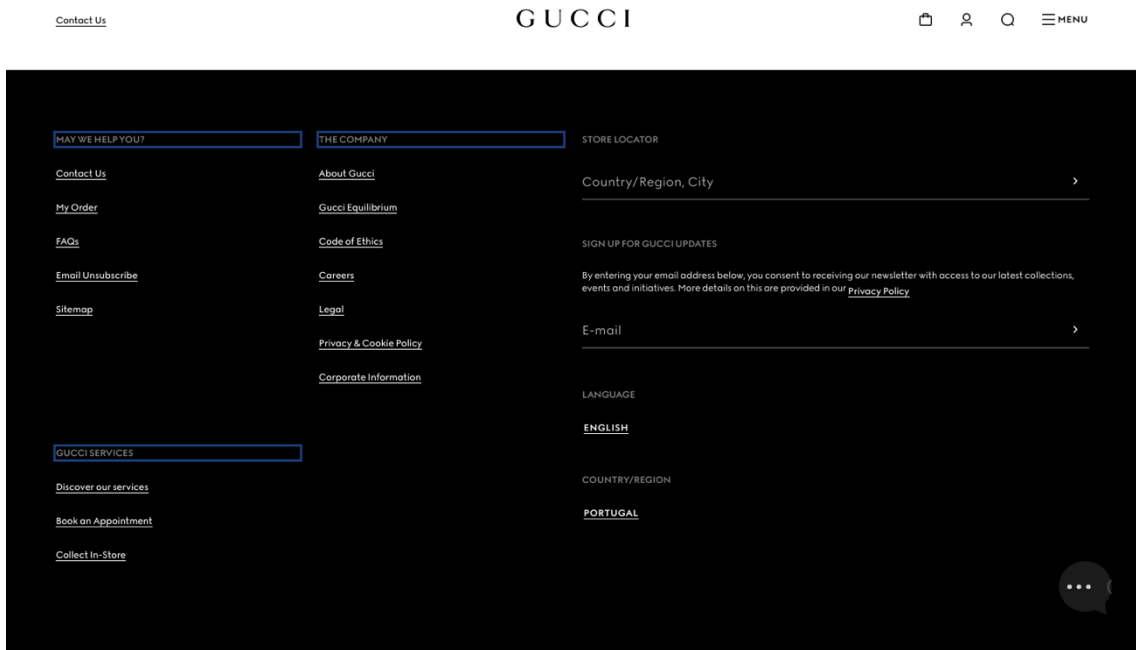 Contact Us
GUCCI
MENU
MAY WE HELP YOU?
Contact Us
My Order
FAQs
Email Unsubscribe
Sitemap
THE COMPANY
About Gucci
Gucci Equilibrium
Code of Ethics
Careers
Legal
Privacy & Cookie Policy
Corporate Information
GUCCI SERVICES
Discover our services
Book an Appointment
Collect In-Store
STORE LOCATOR
Country/Region, City
SIGN UP FOR GUCCI UPDATES
By entering your email address below, you consent to receiving our newsletter with access to our latest collections,
events and initiatives. More details on this are provided in our Privacy Policy
E-mail
LANGUAGE
ENGLISH
COUNTRY/REGION
PORTUGAL